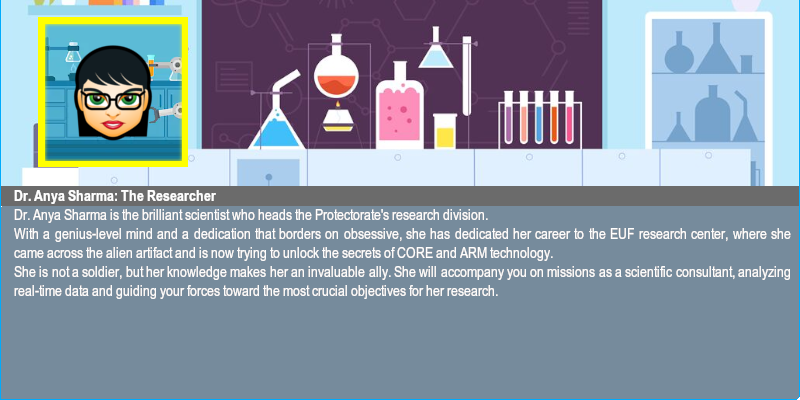 Dr. Anya Sharma: The Researcher
Dr. Anya Sharma is the brilliant scientist who heads the Protectorate's research division.
With a genius-level mind and a dedication that borders on obsessive, she has dedicated her career to the EUF research center, where she
came across the alien artifact and is now trying to unlock the secrets of CORE and ARM technology.
She is not a soldier, but her knowledge makes her an invaluable ally. She will accompany you on missions as a scientific consultant, analyzing
real-time data and guiding your forces toward the most crucial objectives for her research.